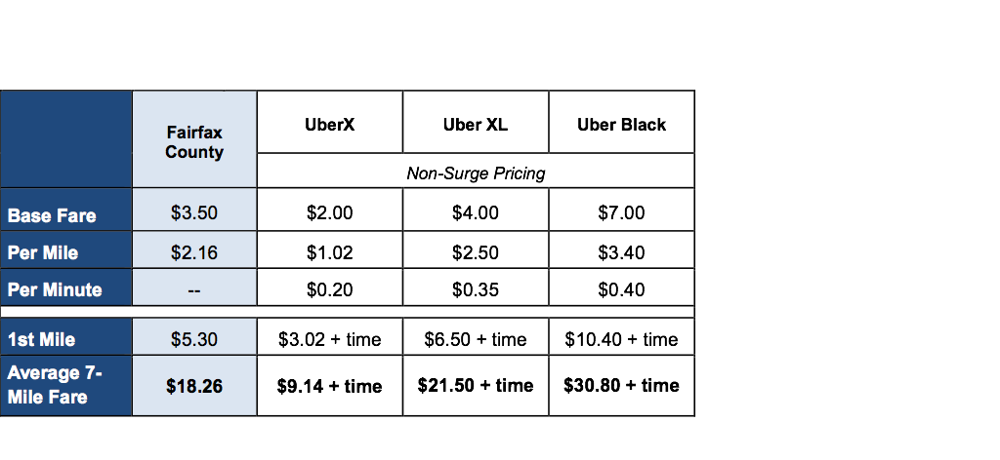 Fairfax County UberX Uber XL Uber Black
Non-Surge Pricing
Base Fare $3.50 $2.00 $4.00 $7.00
Per Mile $2.16 $1.02 $2.50 $3.40
Per Minute -- $0.20 $0.35 $0.40
1st Mile $5.30 $3.02 + time $6.50 + time $10.40 + time
Average 7-Mile Fare $18.26 $9.14 + time $21.50 + time $30.80 + time